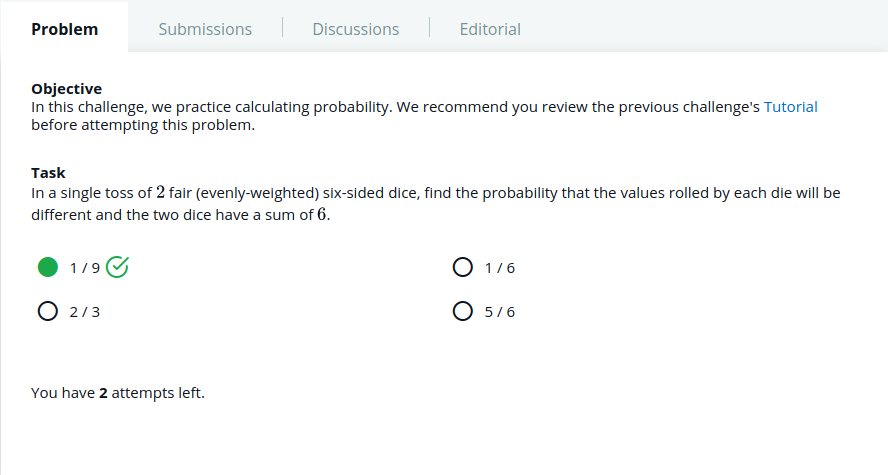 Problem
Submissions
Discussions
Editorial
Objective
In this challenge, we practice calculating probability. We recommend you review the previous challenge's Tutorial
before attempting this problem.
Task
In a single toss of 2 fair (evenly-weighted) six-sided dice, find the probability that the values rolled by each die will be
different and the two dice have a sum of 6.
1 / 9
1 / 6
2 / 3
5 / 6
You have 2 attempts left.